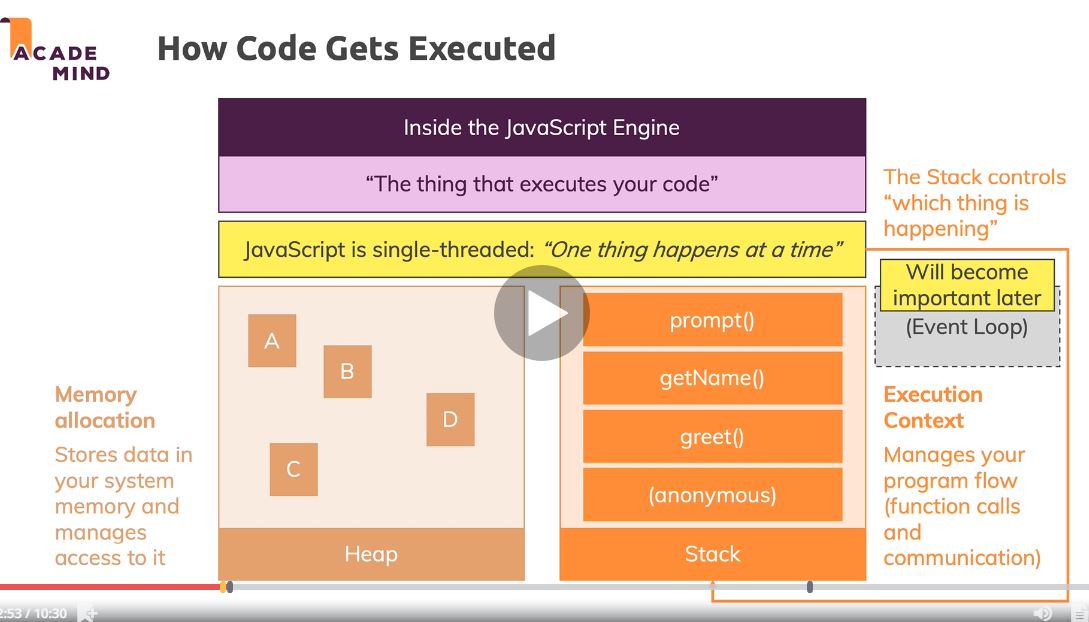 ACADE
MIND
How Code Gets Executed
Inside the JavaScript Engine
“The thing that executes your code”
JavaScript is single-threaded: “One thing happens at a time”
The Stack controls
“which thing is
happening”
Will become
important later
(Event Loop)
A
B
D
C
Heap
Memory
allocation
Stores data in
your system
memory and
manages
access to it
prompt()
getName()
greet()
(anonymous)
Stack
Execution
Context
Manages your
program flow
(function calls
and
communication)
2:53 / 10:30